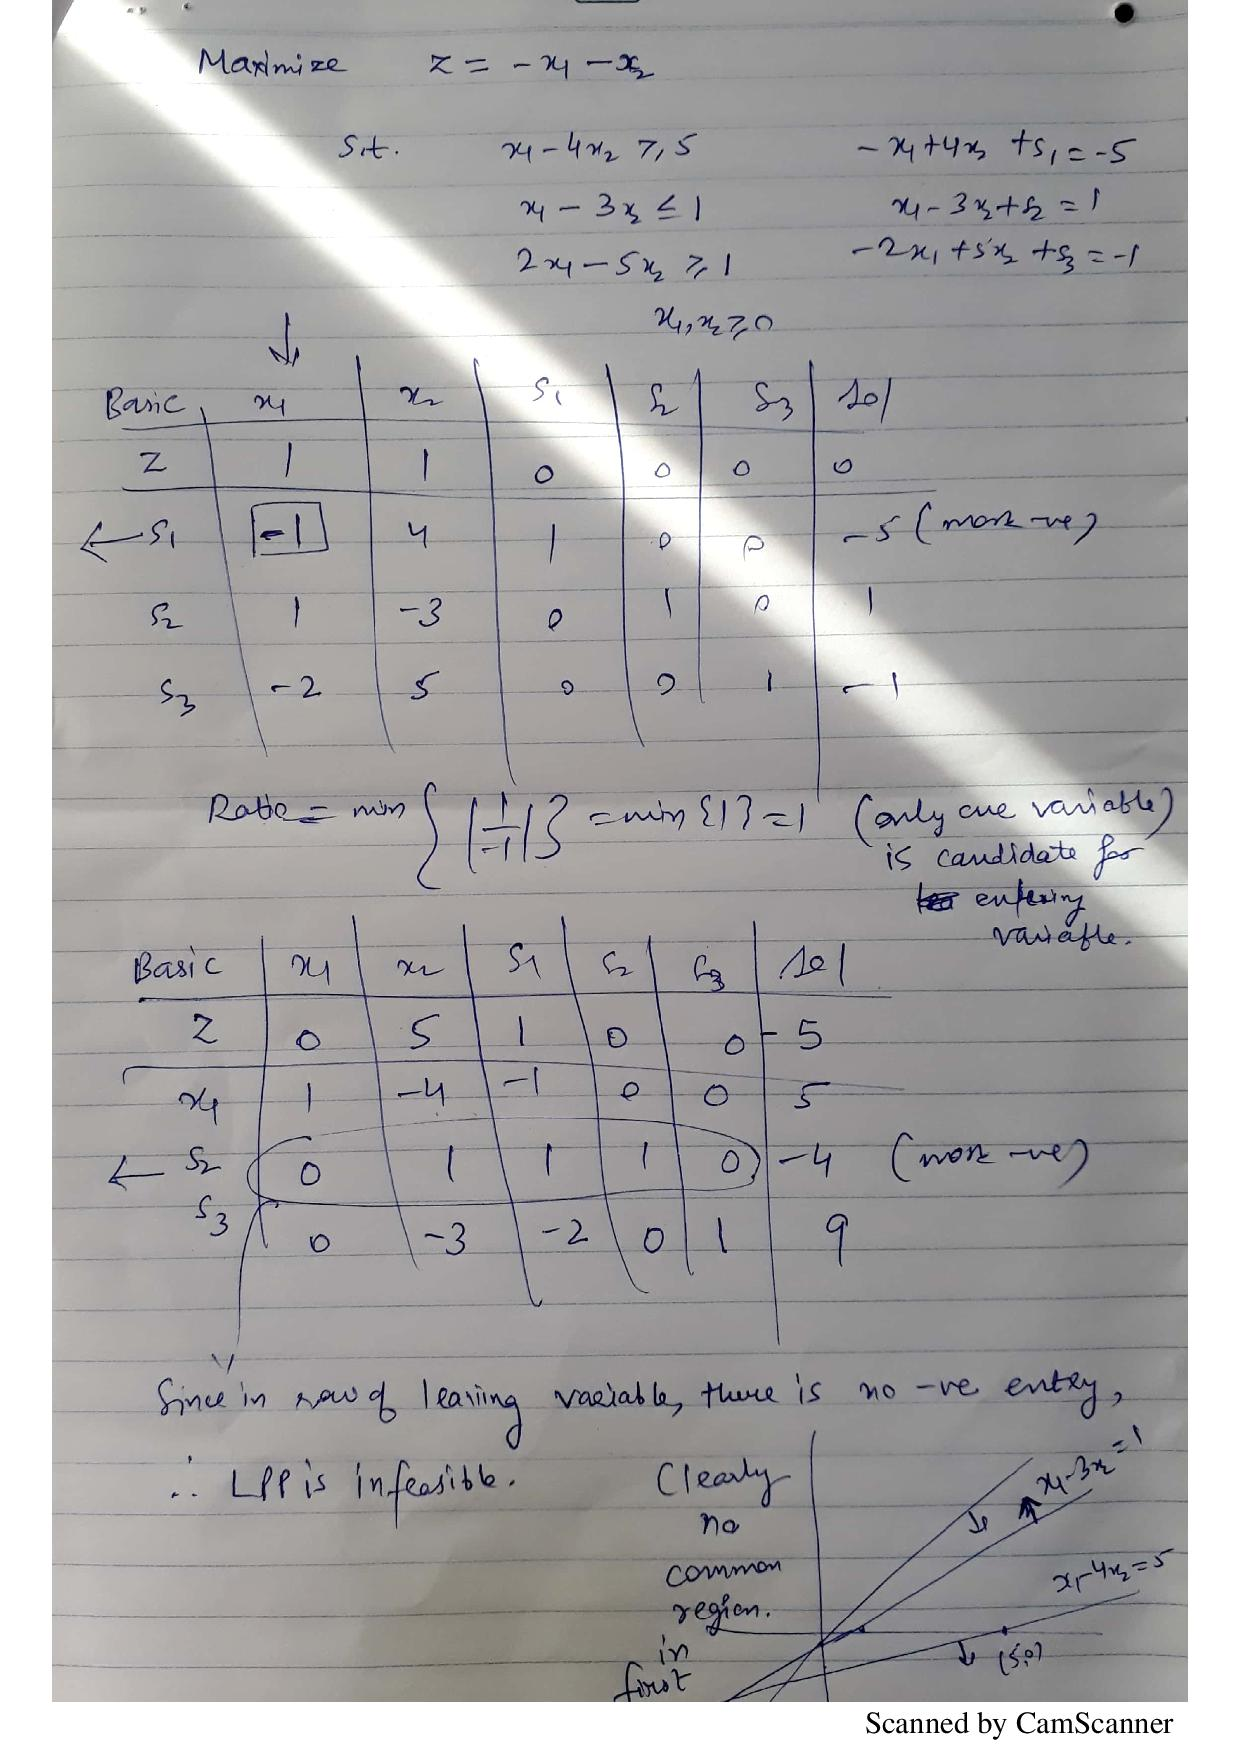 Maximize z = -x₁ - x₂
S.t. x₁ - 4x₂ ≥ 5 -x₁ + 4x₂ + s₁ = -5
x₁ - 3x₂ ≤ 1 x₁ - 3x₂ + s₂ = 1
2x₁ - 5x₂ ≥ 1 -2x₁ + 5x₂ + s₃ = -1
x₁, x₂ ≥ 0
↓
Basic x₁ x₂ s₁ s₂ s₃ sol
z 1 1 0 0 0 0
← s₁ -1 4 1 0 0 -5 (most -ve)
s₂ 1 -3 0 1 0 1
s₃ -2 5 0 0 1 -1
Ratio = min { |1/-1| } = min {1} = 1 (only one variable)
is candidate for
entering
variable.
Basic x₁ x₂ s₁ s₂ s₃ sol
z 0 5 1 0 0 -5
x₁ 1 -4 -1 0 0 5
← s₂ 0 1 1 1 0 -4 (most -ve)
s₃ 0 -3 -2 0 1 9
Since in row of leaving variable, there is no -ve entry,
∴ LPP is infeasible.
Clearly
no
common
region.
in
first
x₁-3x₂=1
x₁-4x₂=5
(5,0)
Scanned by CamScanner